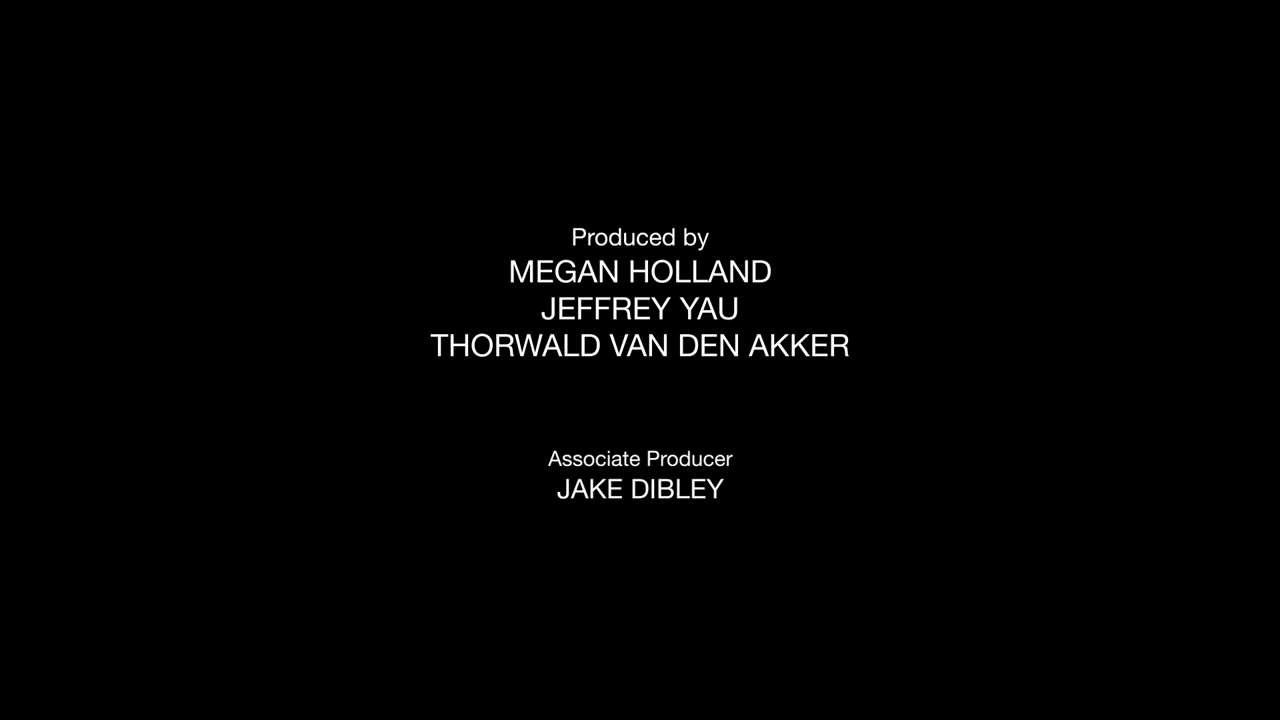 Produced by
MEGAN HOLLAND
JEFFREY YAU
THORWALD VAN DEN AKKER
Associate Producer
JAKE DIBLEY